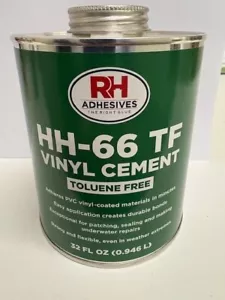 RH
ADHESIVES
THE RIGHT GLUE
HH-66 TF
VINYL CEMENT
TOLUENE FREE
Adheres PVC vinyl-coated materials in minutes
Easy application creates durable bonds
Exceptional for patching, sealing and making
underwater repairs
Strong and flexible, even in weather extremes
32 FL OZ (0.946 L)